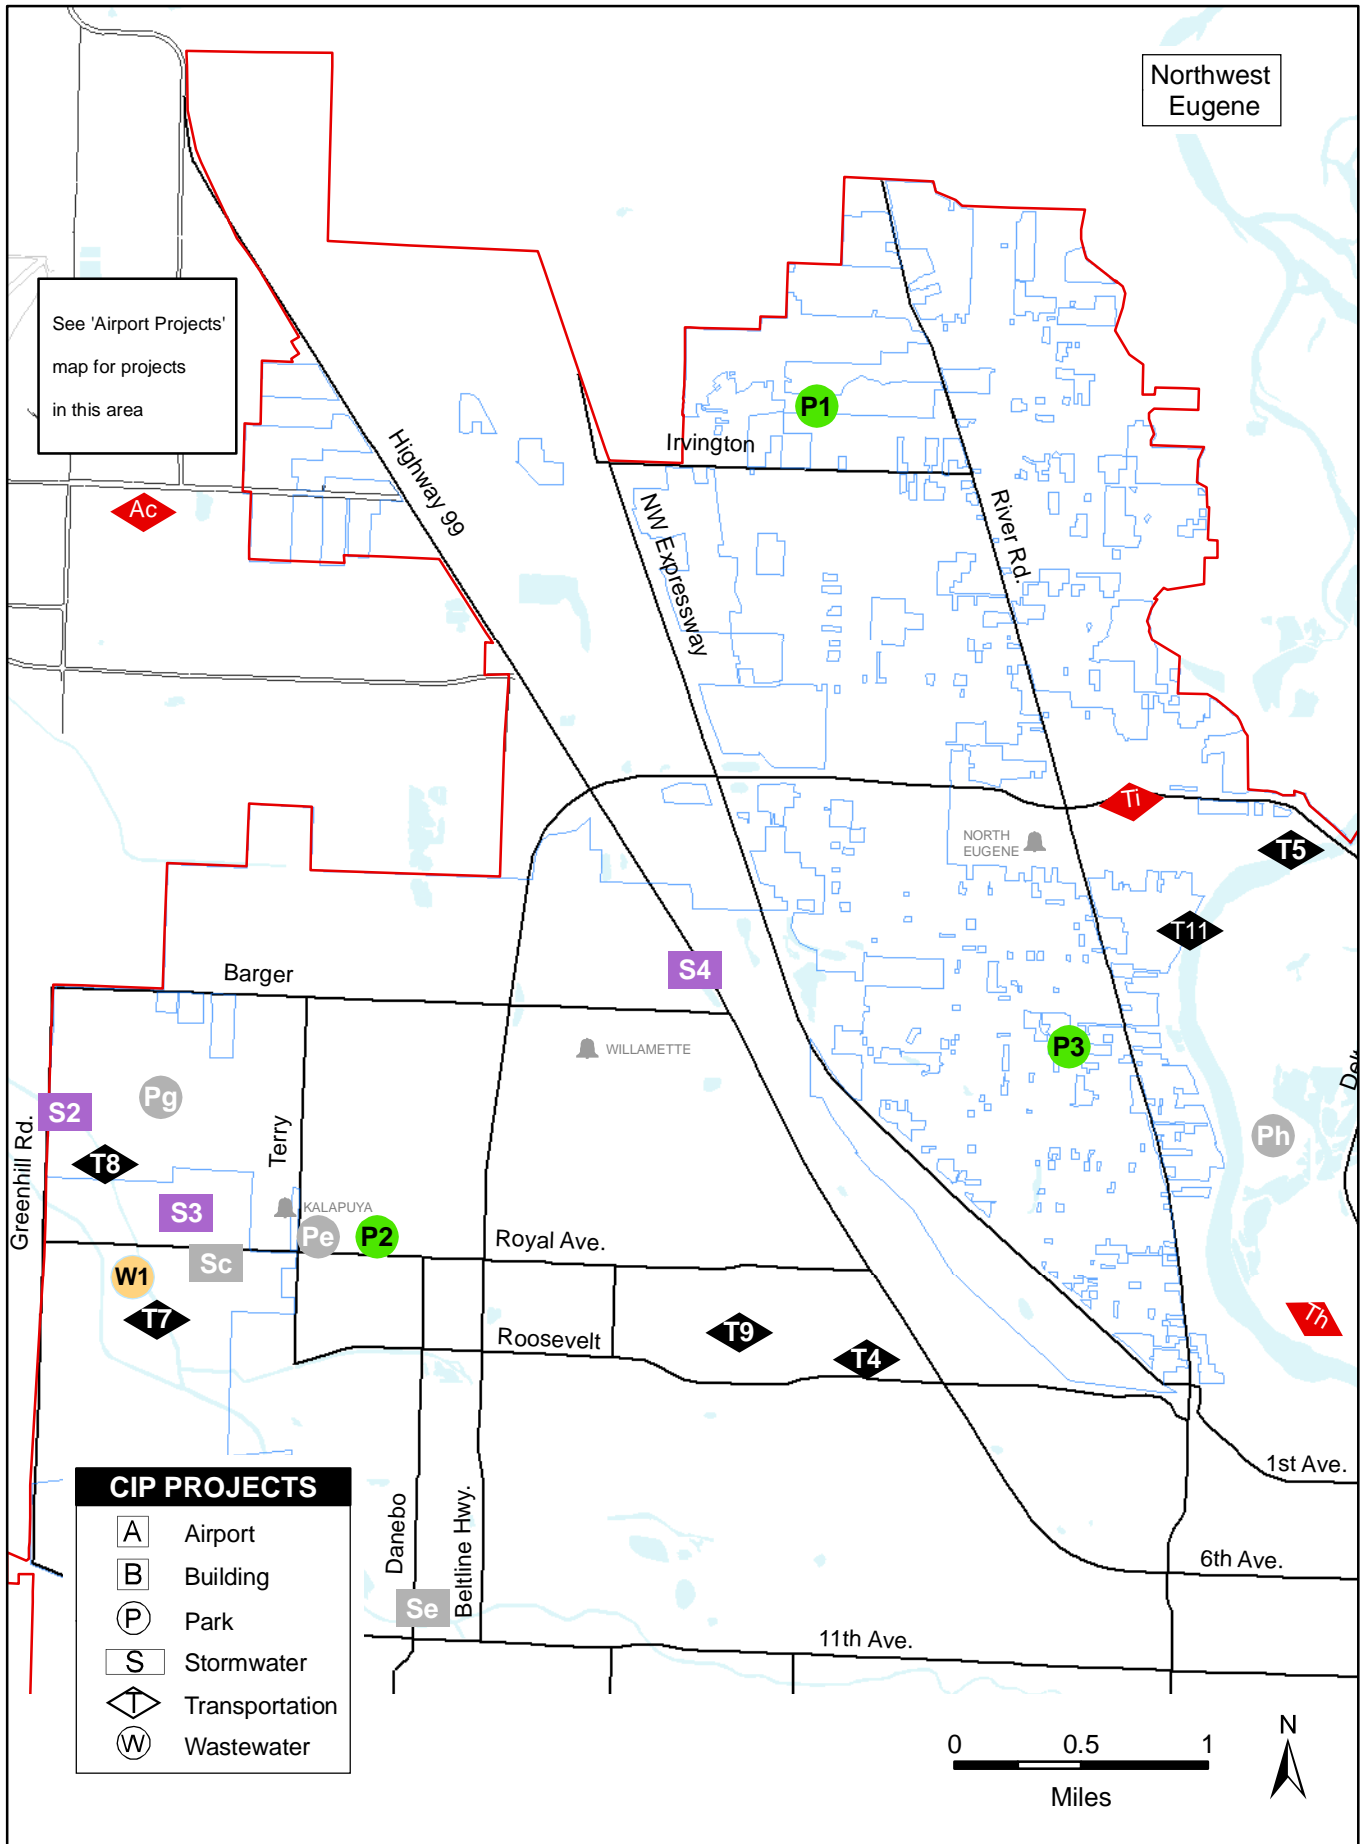 Northwest
Eugene
See 'Airport Projects'
map for projects
in this area
P1
Irvington
Highway 99
Ac
NW Expressway
River Rd.
Ti
NORTH
EUGENE
T5
T11
S4
Barger
WILLAMETTE
P3
Pg
S2
Greenhill Rd.
T8
Terry
Ph
KALAPUYA
S3
Pe
P2
Royal Ave.
Sc
W1
T7
Roosevelt
T9
T4
Th
1st Ave.
6th Ave.
Danebo
Beltline Hwy.
Se
11th Ave.
CIP PROJECTS
A Airport
B Building
P Park
S Stormwater
T Transportation
W Wastewater
0 0.5 1
Miles
N